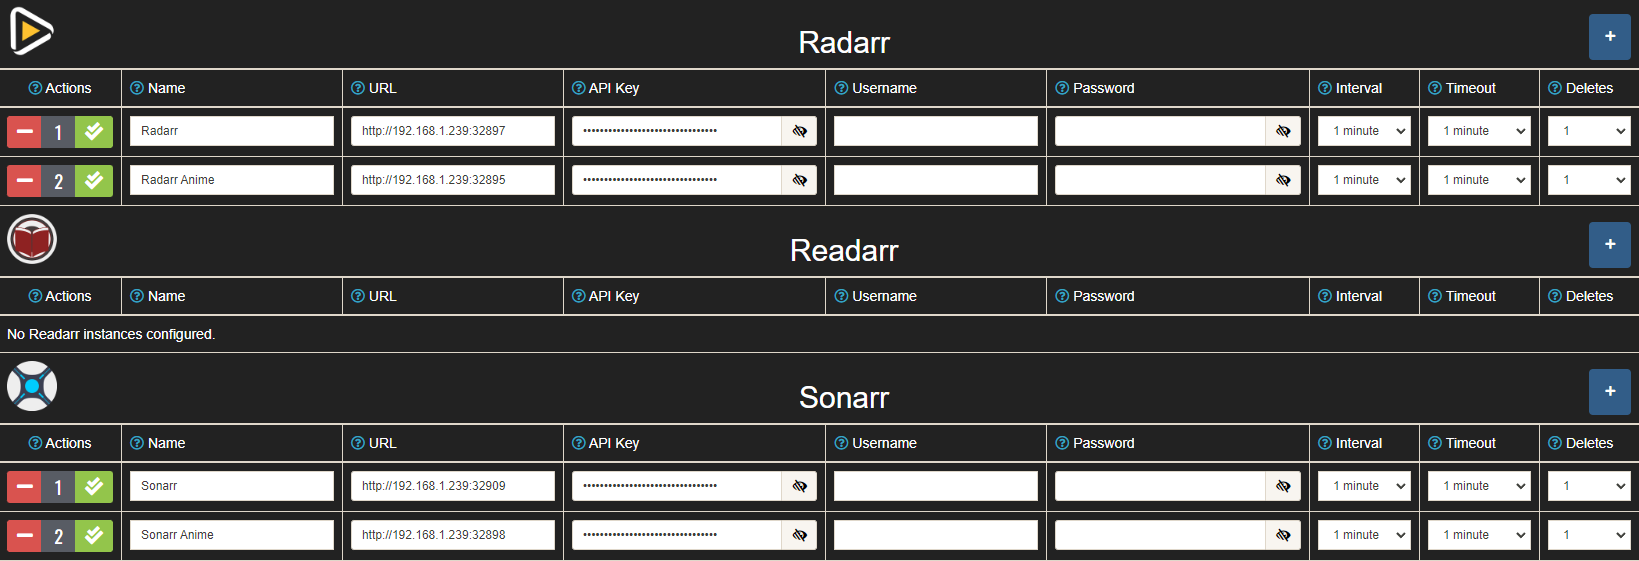 Radarr
+
? Actions ? Name ? URL ? API Key ? Username ? Password ? Interval ? Timeout ? Deletes
1 Radarr http://192.168.1.239:32897 •••••••••••••••••••••••••••••••• 1 minute 1 minute 1
2 Radarr Anime http://192.168.1.239:32895 •••••••••••••••••••••••••••••••• 1 minute 1 minute 1
Readarr
+
? Actions ? Name ? URL ? API Key ? Username ? Password ? Interval ? Timeout ? Deletes
No Readarr instances configured.
Sonarr
+
? Actions ? Name ? URL ? API Key ? Username ? Password ? Interval ? Timeout ? Deletes
1 Sonarr http://192.168.1.239:32909 •••••••••••••••••••••••••••••••• 1 minute 1 minute 1
2 Sonarr Anime http://192.168.1.239:32898 •••••••••••••••••••••••••••••••• 1 minute 1 minute 1